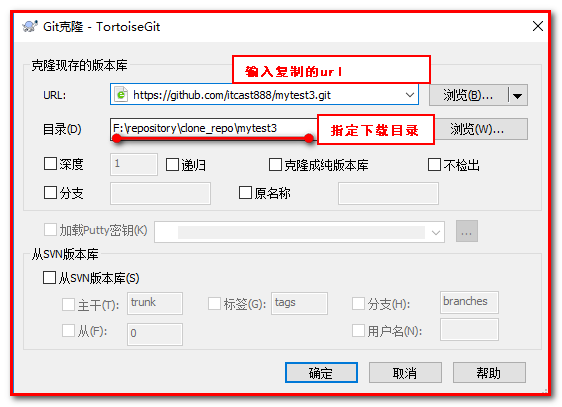 Git克隆 - TortoiseGit
克隆现存的版本库
输入复制的url
URL: https://github.com/itcast888/mytest3.git 浏览(B)...
目录(D) F:\repository\clone_repo\mytest3 指定下载目录 浏览(W)...
深度 1 递归 克隆成纯版本库 不检出
分支 原名称
加载Putty密钥(K) ...
从SVN版本库
从SVN版本库(S)
主干(T): trunk 标签(G): tags 分支(H): branches
从(F): 0 用户名(N):
确定 取消 帮助